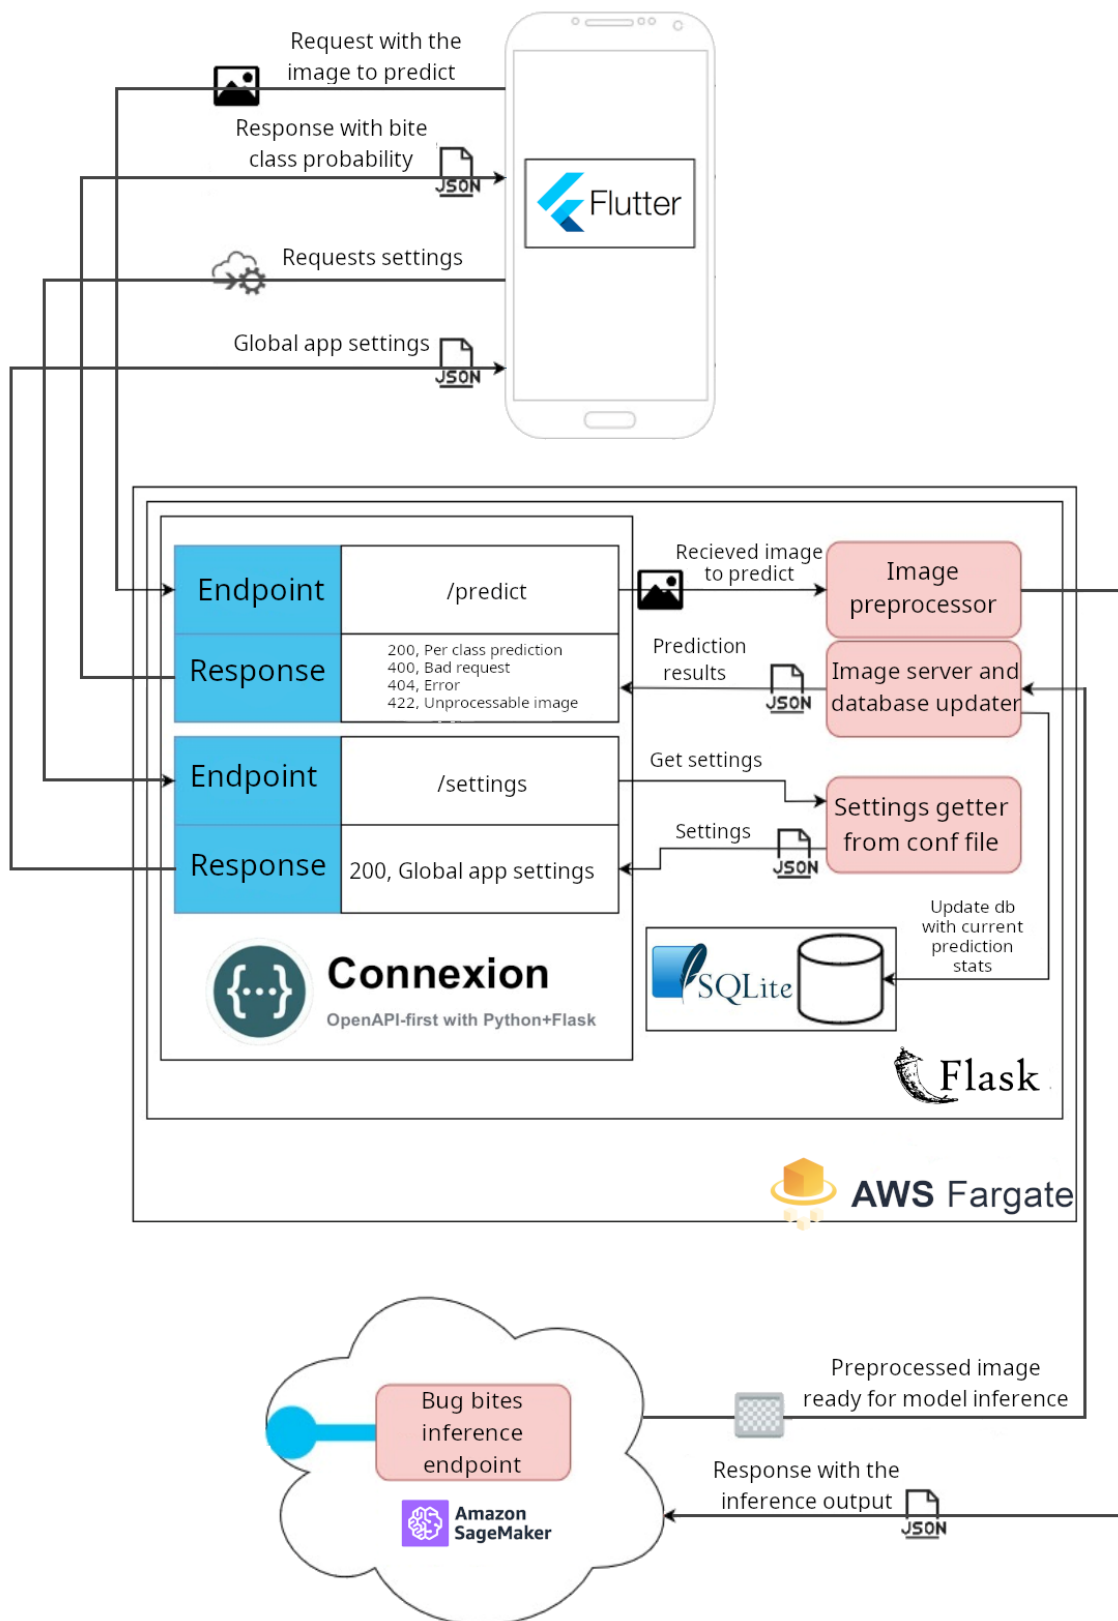 Request with the
image to predict
Response with bite
class probability
JSON
Flutter
Requests settings
Global app settings
JSON
Endpoint
/predict
Recieved image
to predict
Image
preprocessor
Response
200, Per class prediction
400, Bad request
404, Error
422, Unprocessable image
Prediction
results
JSON
Image server and
database updater
Endpoint
/settings
Get settings
Settings getter
from conf file
Response
200, Global app settings
Settings
JSON
Update db
with current
prediction
stats
{...}
Connexion
OpenAPI-first with Python+Flask
SQLite
Flask
AWS Fargate
Bug bites
inference
endpoint
Preprocessed image
ready for model inference
Response with the
inference output
JSON
Amazon
SageMaker